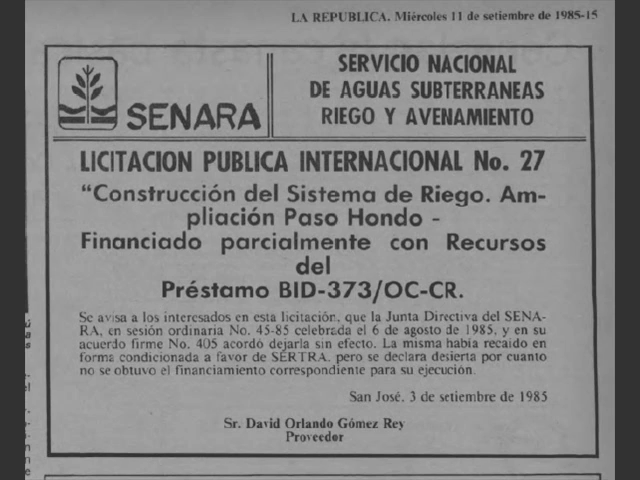 LA REPUBLICA. Miércoles 11 de setiembre de 1985-15
SENARA
SERVICIO NACIONAL
DE AGUAS SUBTERRANEAS
RIEGO Y AVENAMIENTO
LICITACION PUBLICA INTERNACIONAL No. 27
"Construcción del Sistema de Riego. Am-
pliación Paso Hondo -
Financiado parcialmente con Recursos
del
Préstamo BID-373/OC-CR.
Se avisa a los interesados en esta licitación, que la Junta Directiva del SENA-
RA, en sesión ordinaria No. 45-85 celebrada el 6 de agosto de 1985, y en su
acuerdo firme No. 405 acordó dejarla sin efecto. La misma había recaido en
forma condicionada a favor de SERTRA, pero se declara desierta por cuanto
no se obtuvo el financiamiento correspondiente para su ejecución.
San José, 3 de setiembre de 1985
Sr. David Orlando Gómez Rey
Proveedor